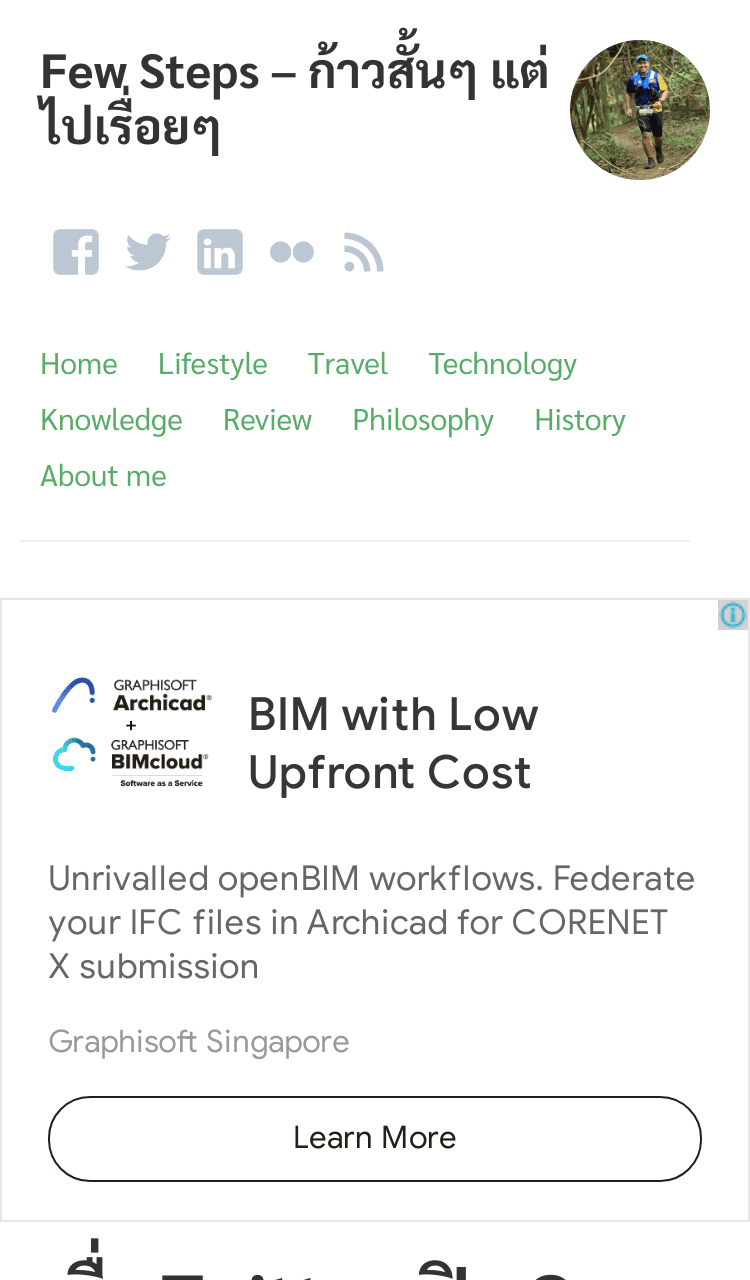 Few Steps – ก้าวสั้นๆ แต่
ไปเรื่อยๆ
Home Lifestyle Travel Technology
Knowledge Review Philosophy History
About me
GRAPHISOFT
Archicad®
+
GRAPHISOFT
BIMcloud®
Software as a Service
BIM with Low
Upfront Cost
Unrivalled openBIM workflows. Federate
your IFC files in Archicad for CORENET
X submission
Graphisoft Singapore
Learn More